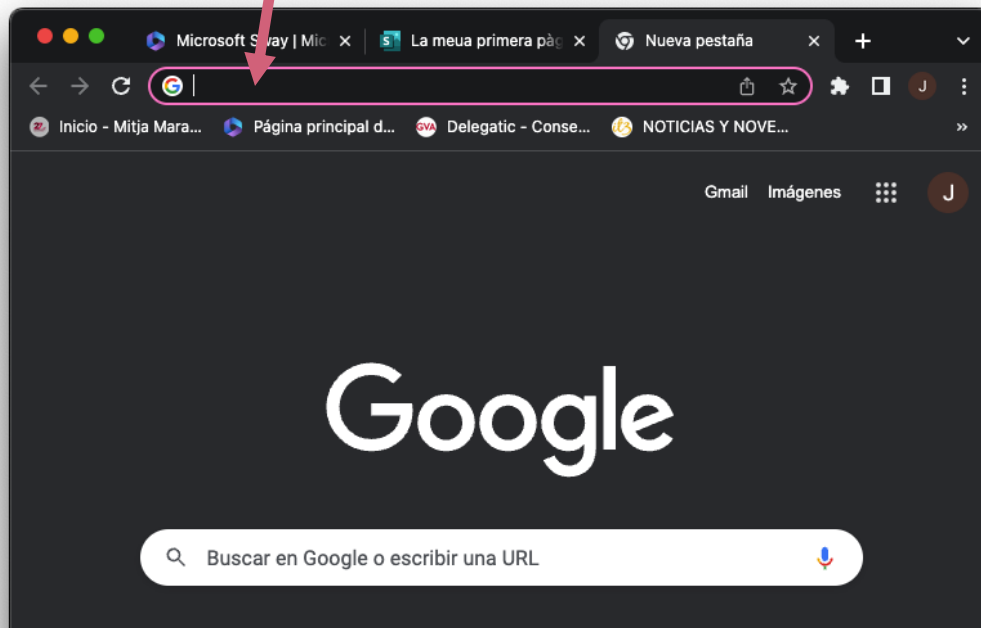 Microsoft Sway | Mic
La meua primera pàg
Nueva pestaña
Inicio - Mitja Mara...
Página principal d...
GVA
Delegatic - Conse...
NOTICIAS Y NOVE...
Gmail
Imágenes
J
J
Google
Buscar en Google o escribir una URL